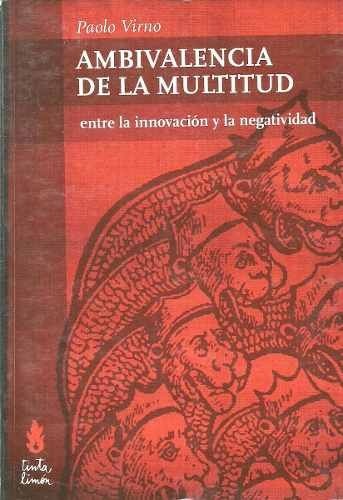 Paolo Virno
AMBIVALENCIA
DE LA MULTITUD
entre la innovación y la negatividad
tinta
limón